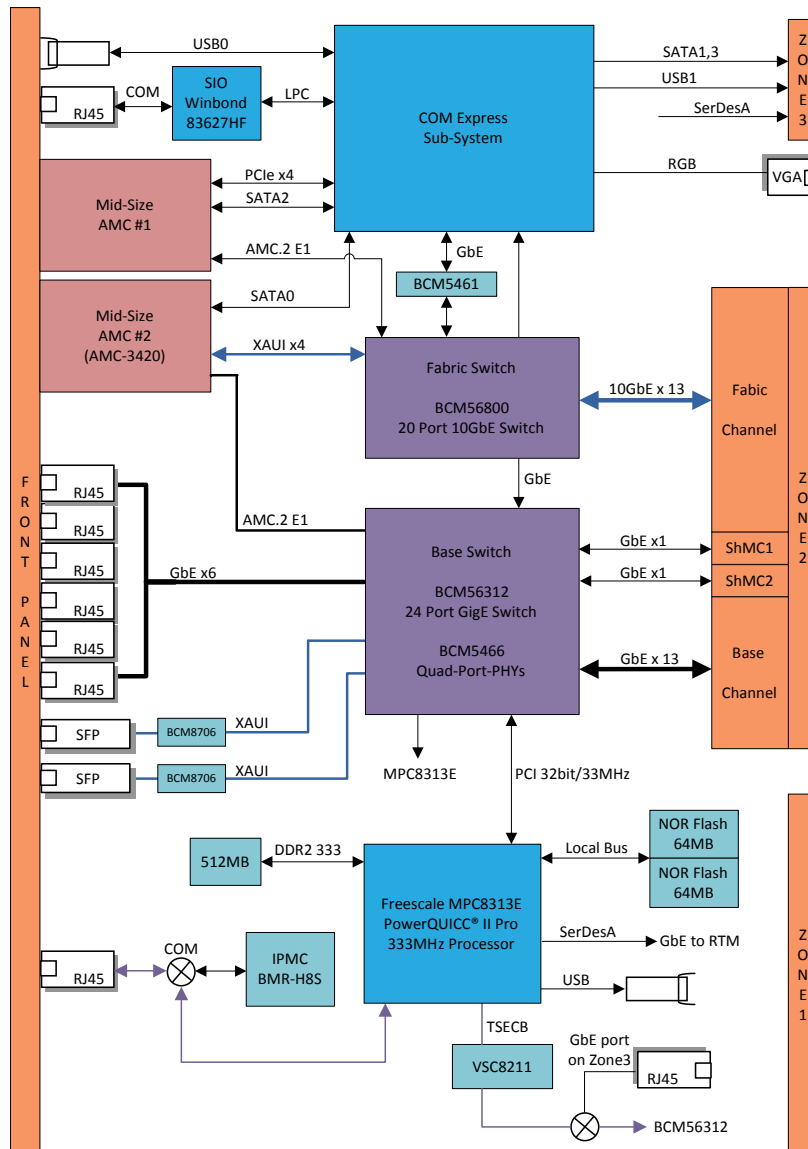 USB0
SATA1,3
USB1
SerDesA
ZONE3
COM
RJ45
SIO
Winbond
83627HF
LPC
COM Express
Sub-System
RGB
VGA
Mid-Size
AMC #1
PCIe x4
SATA2
AMC.2 E1
GbE
BCM5461
Mid-Size
AMC #2
(AMC-3420)
SATA0
XAUI x4
Fabric Switch
BCM56800
20 Port 10GbE Switch
10GbE x 13
Fabic
Channel
ZONE2
GbE
FRONT PANEL
RJ45
RJ45
RJ45
RJ45
RJ45
RJ45
GbE x6
AMC.2 E1
Base Switch
BCM56312
24 Port GigE Switch
BCM5466
Quad-Port-PHYs
GbE x1
ShMC1
GbE x1
ShMC2
GbE x 13
Base
Channel
SFP
BCM8706
XAUI
SFP
BCM8706
XAUI
MPC8313E
PCI 32bit/33MHz
512MB
DDR2 333
Freescale MPC8313E
PowerQUICC® II Pro
333MHz Processor
Local Bus
NOR Flash
64MB
NOR Flash
64MB
SerDesA
GbE to RTM
USB
ZONE1
RJ45
COM
IPMC
BMR-H8S
TSECB
VSC8211
GbE port
on Zone3
RJ45
BCM56312